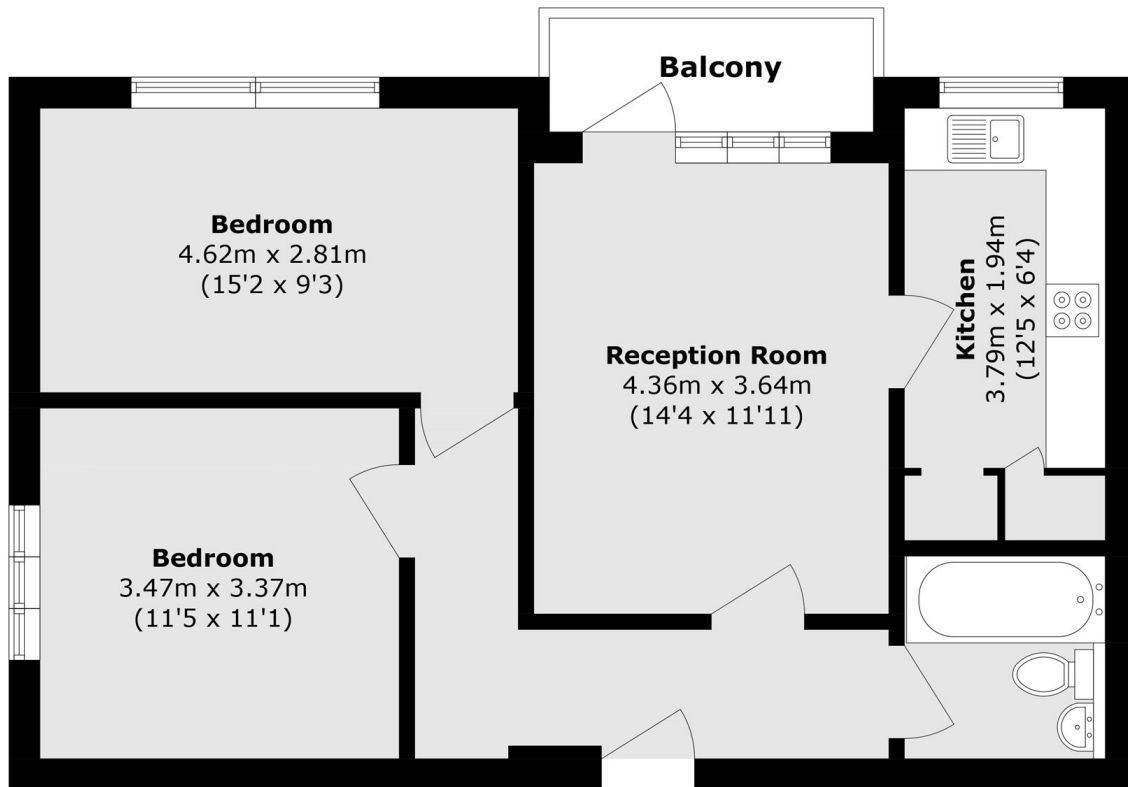 Balcony
Bedroom
4.62m x 2.81m
(15'2 x 9'3)
Reception Room
4.36m x 3.64m
(14'4 x 11'11)
Kitchen
3.79m x 1.94m
(12'5 x 6'4)
Bedroom
3.47m x 3.37m
(11'5 x 11'1)